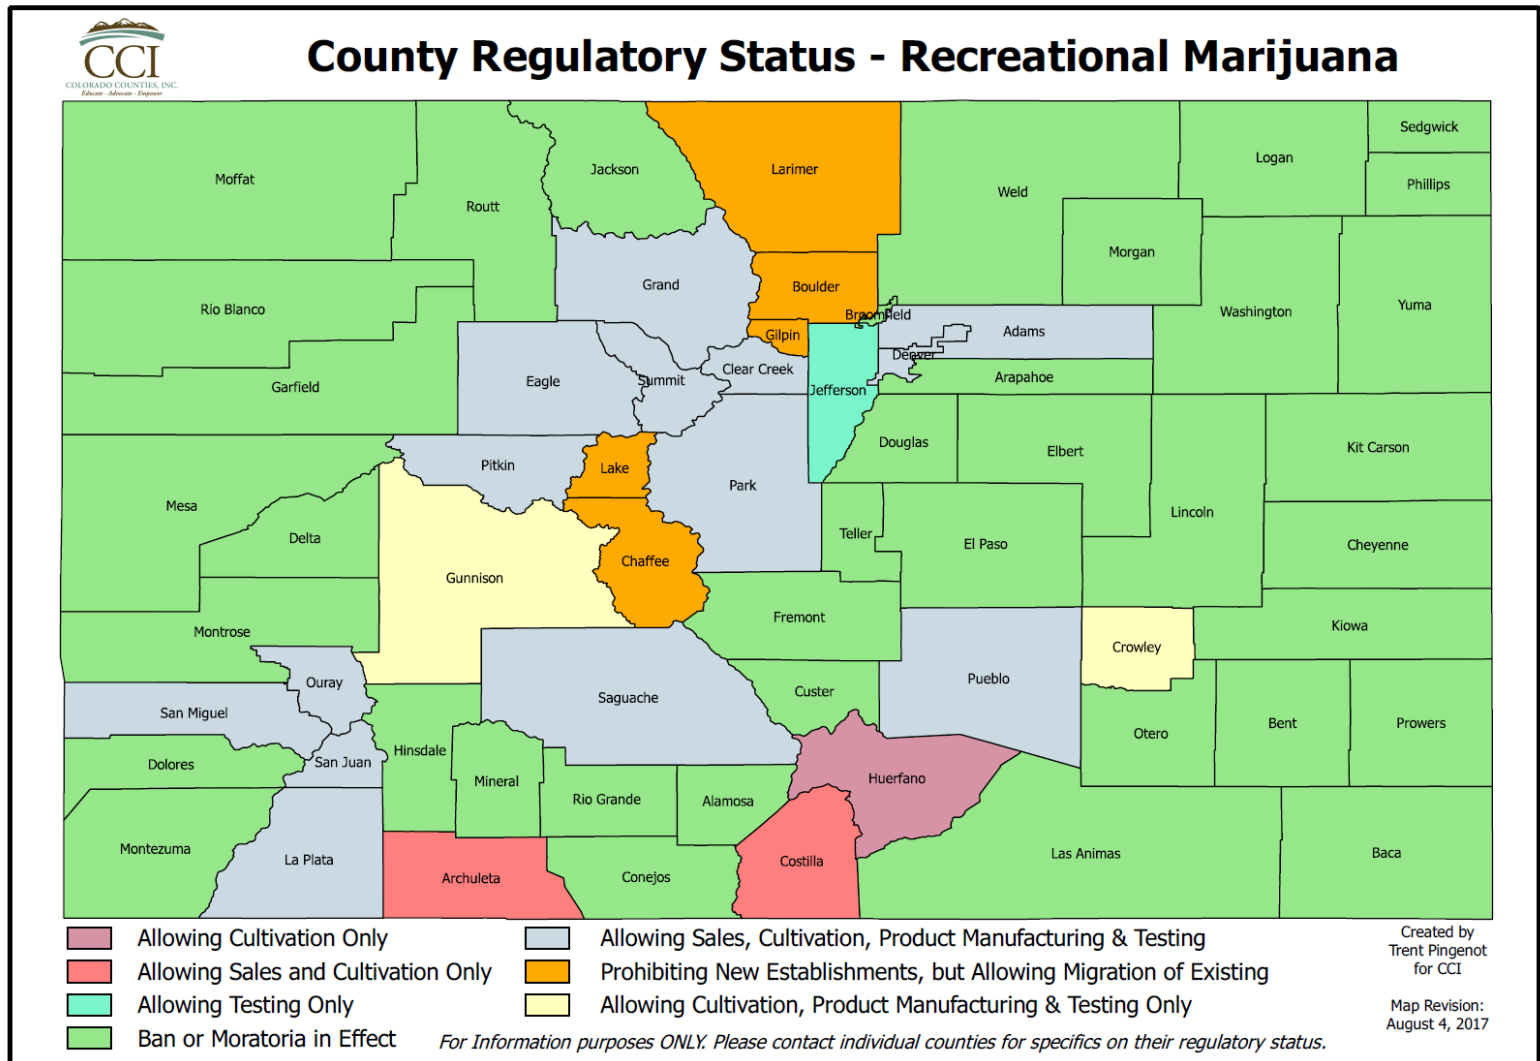 CCI
COLORADO COUNTIES, INC.
Educate - Advocate - Empower
County Regulatory Status - Recreational Marijuana
Sedgwick
Logan
Jackson
Larimer
Moffat
Phillips
Weld
Routt
Morgan
Grand
Boulder
Rio Blanco
Yuma
Washington
Broomfield
Gilpin
Adams
Denver
Clear Creek
Eagle
Summit
Arapahoe
Garfield
Jefferson
Douglas
Kit Carson
Elbert
Pitkin
Lake
Park
Mesa
Lincoln
Teller
Delta
El Paso
Cheyenne
Chaffee
Gunnison
Fremont
Kiowa
Montrose
Crowley
Pueblo
Ouray
Custer
Saguache
San Miguel
Bent
Prowers
Otero
Hinsdale
San Juan
Dolores
Huerfano
Mineral
Rio Grande
Alamosa
Montezuma
Las Animas
Baca
La Plata
Costilla
Archuleta
Conejos
Allowing Cultivation Only
Allowing Sales and Cultivation Only
Allowing Testing Only
Ban or Moratoria in Effect
Allowing Sales, Cultivation, Product Manufacturing & Testing
Prohibiting New Establishments, but Allowing Migration of Existing
Allowing Cultivation, Product Manufacturing & Testing Only
For Information purposes ONLY. Please contact individual counties for specifics on their regulatory status.
Created by
Trent Pingenot
for CCI
Map Revision:
August 4, 2017